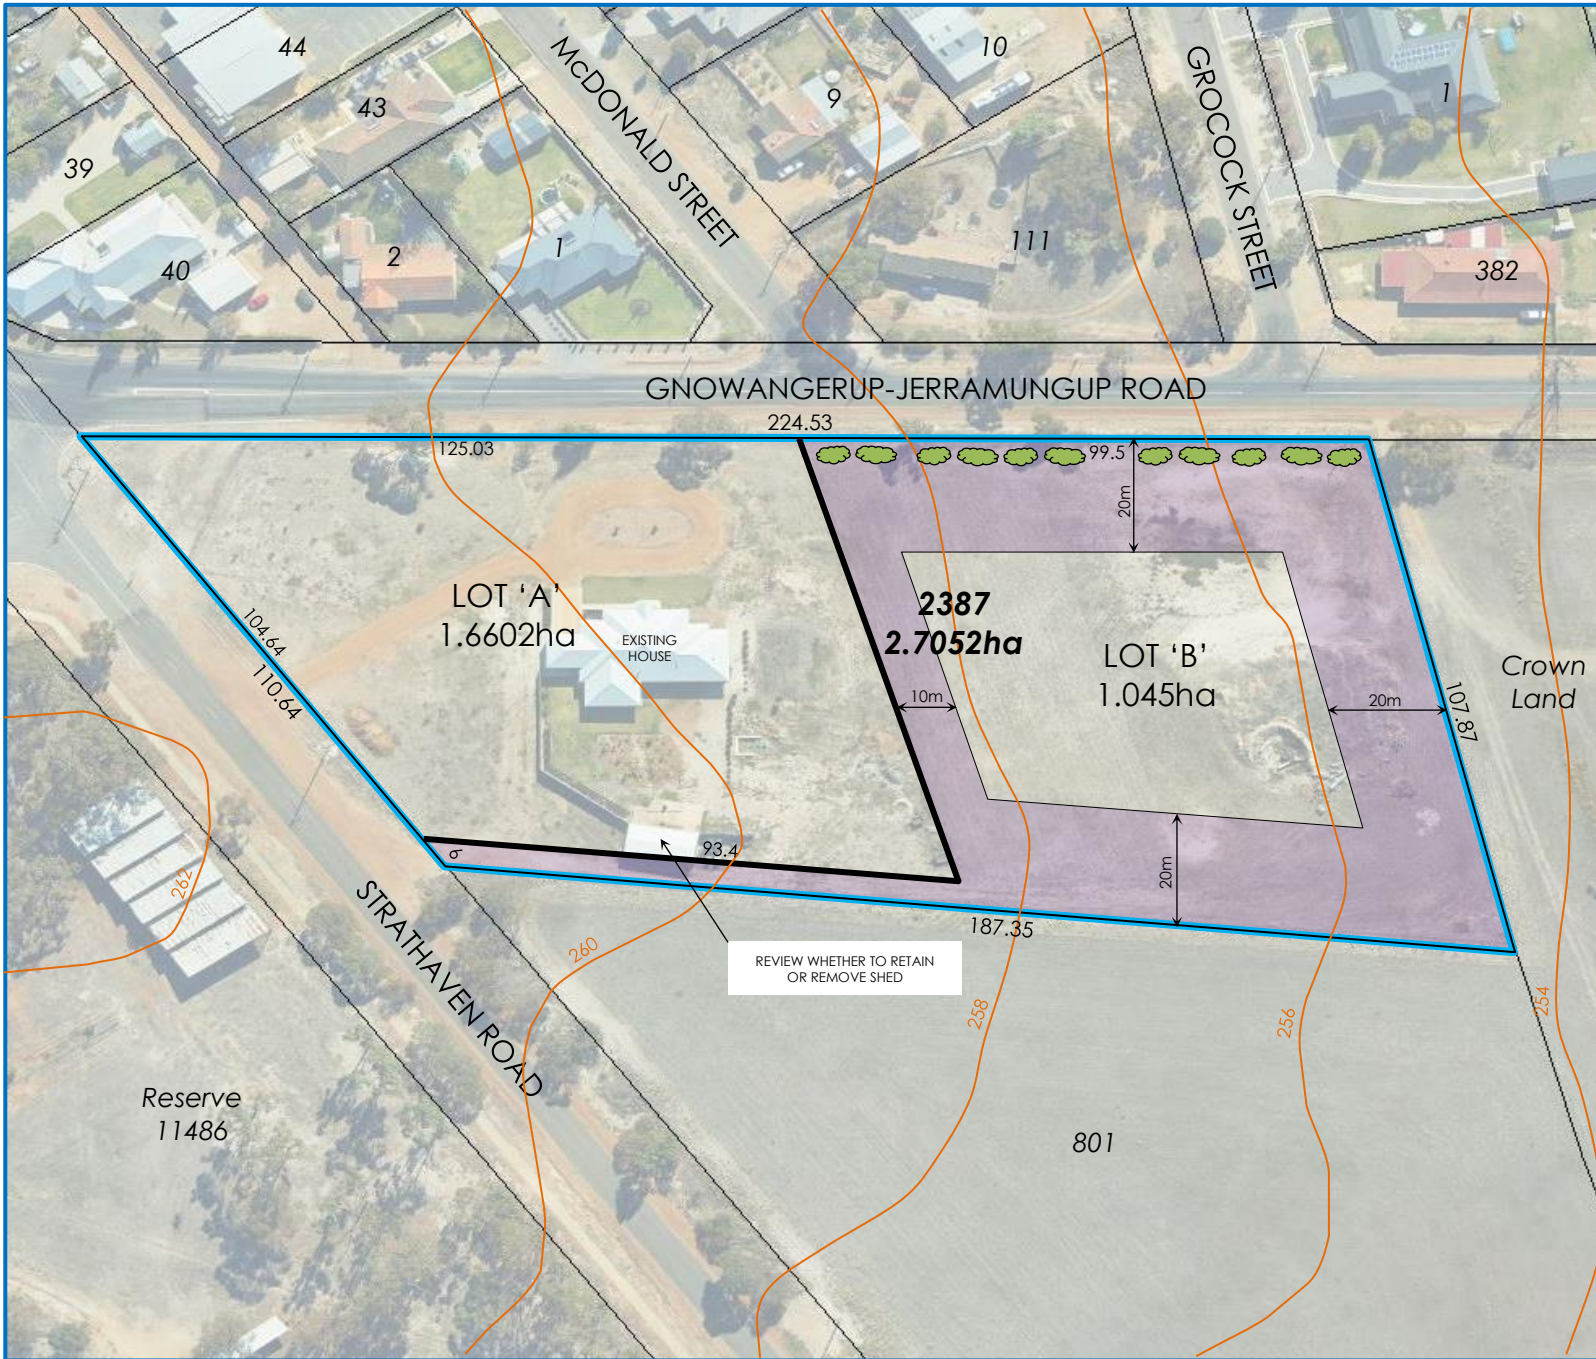 44
10
McDONALD STREET
GROCOCK STREET
1
43
9
39
2
1
111
40
382
GNOWANGERUP-JERRAMUNGUP ROAD
224.53
125.03
99.5
20m
LOT ‘A’
1.6602ha
EXISTING
HOUSE
2387
2.7052ha
LOT ‘B’
1.045ha
Crown
Land
104.64
110.64
10m
20m
107.87
93.4
6
20m
187.35
262
260
REVIEW WHETHER TO RETAIN
OR REMOVE SHED
STRATHAVEN ROAD
258
256
254
Reserve
11486
801